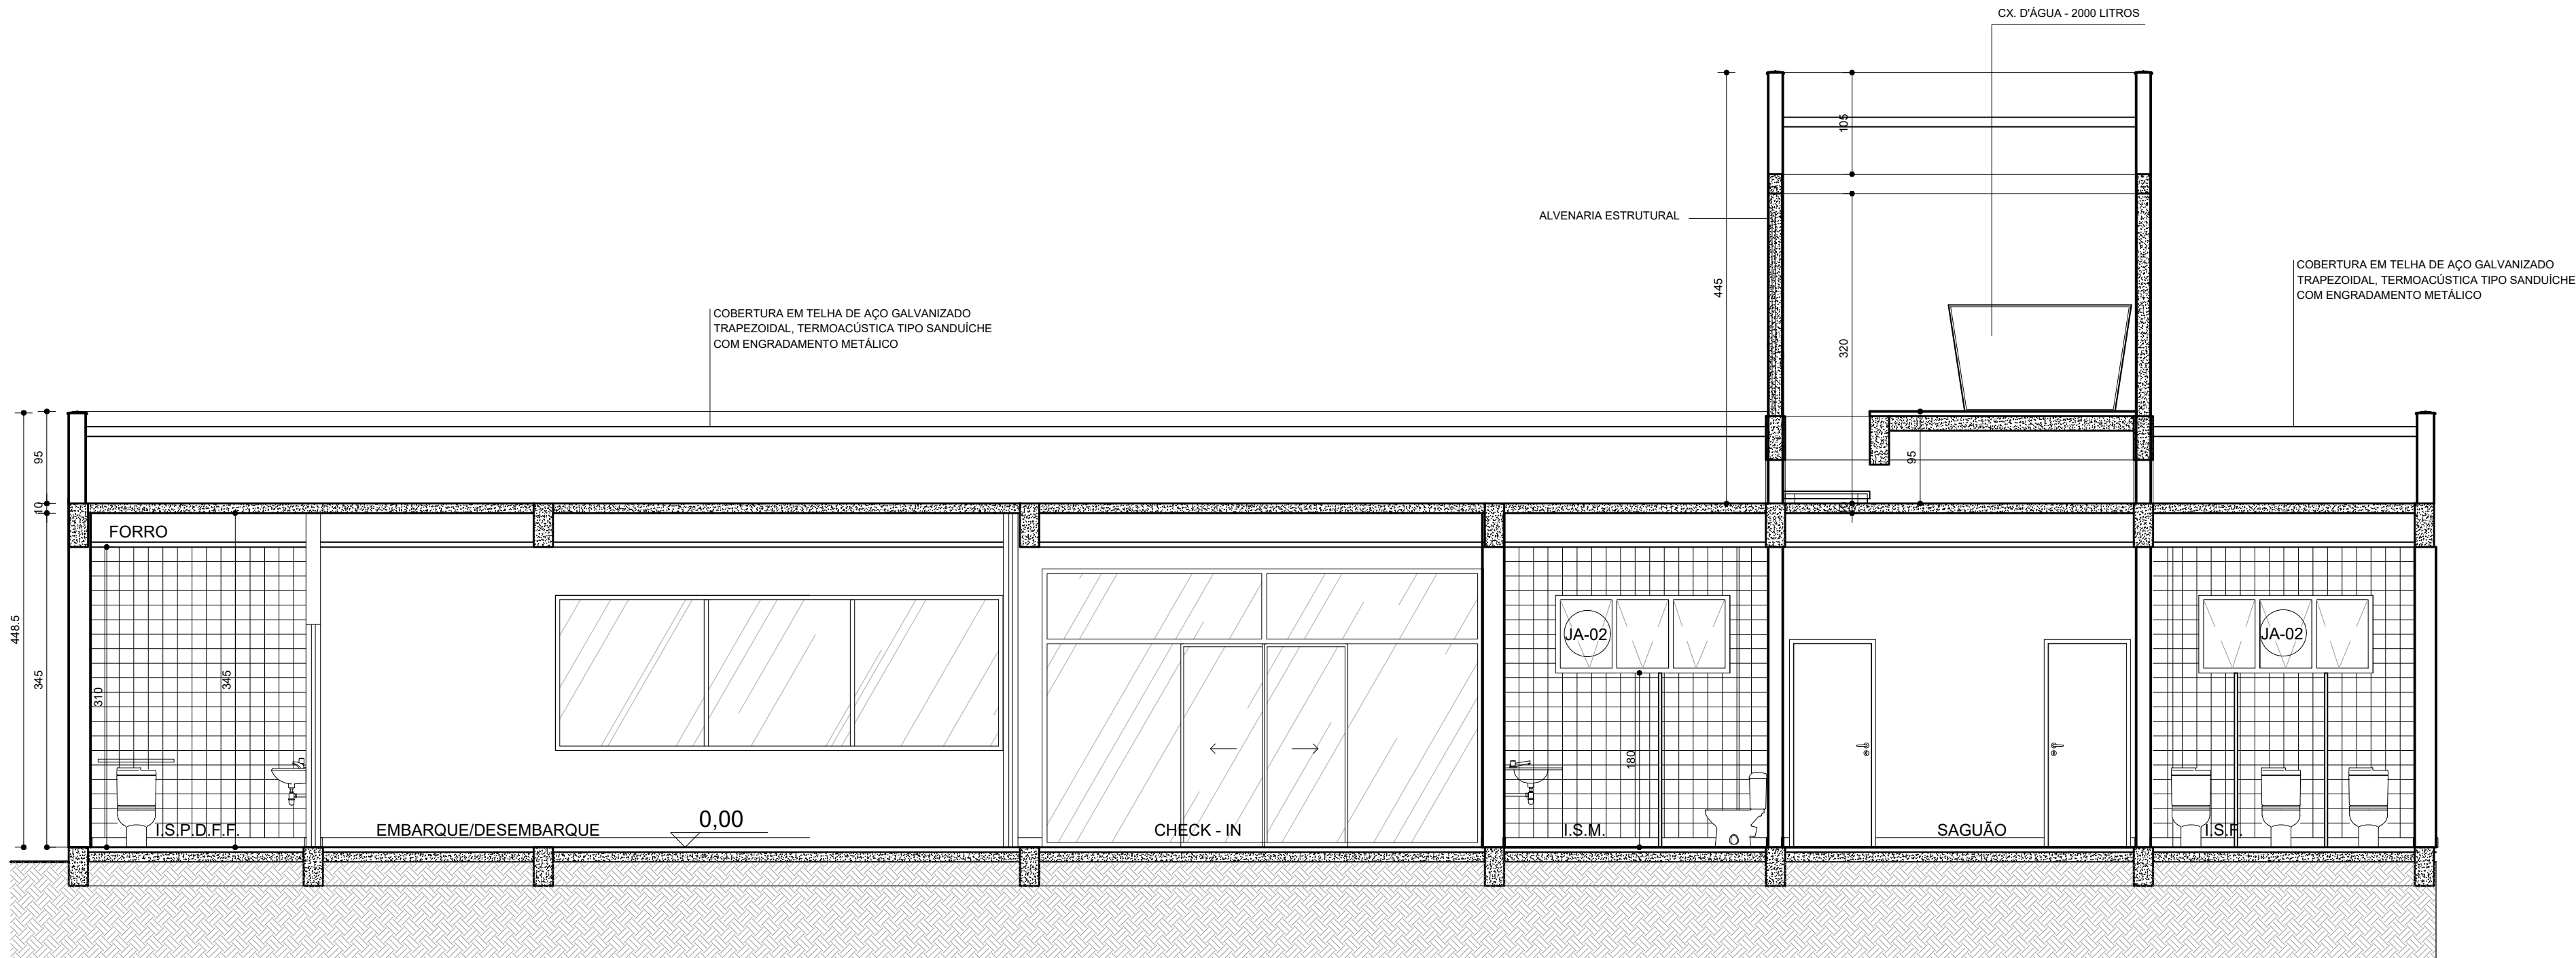 CX. D'ÁGUA - 2000 LITROS
105
ALVENARIA ESTRUTURAL
COBERTURA EM TELHA DE AÇO GALVANIZADO
TRAPEZOIDAL, TERMOACÚSTICA TIPO SANDUÍCHE
COM ENGRADAMENTO METÁLICO
445
COBERTURA EM TELHA DE AÇO GALVANIZADO
TRAPEZOIDAL, TERMOACÚSTICA TIPO SANDUÍCHE
COM ENGRADAMENTO METÁLICO
320
95
95
10
FORRO
448.5
345
310
345
JA-02
JA-02
180
0,00
I.S.P.D.F.F.
EMBARQUE/DESEMBARQUE
CHECK - IN
I.S.M.
SAGUÃO
I.S.F.